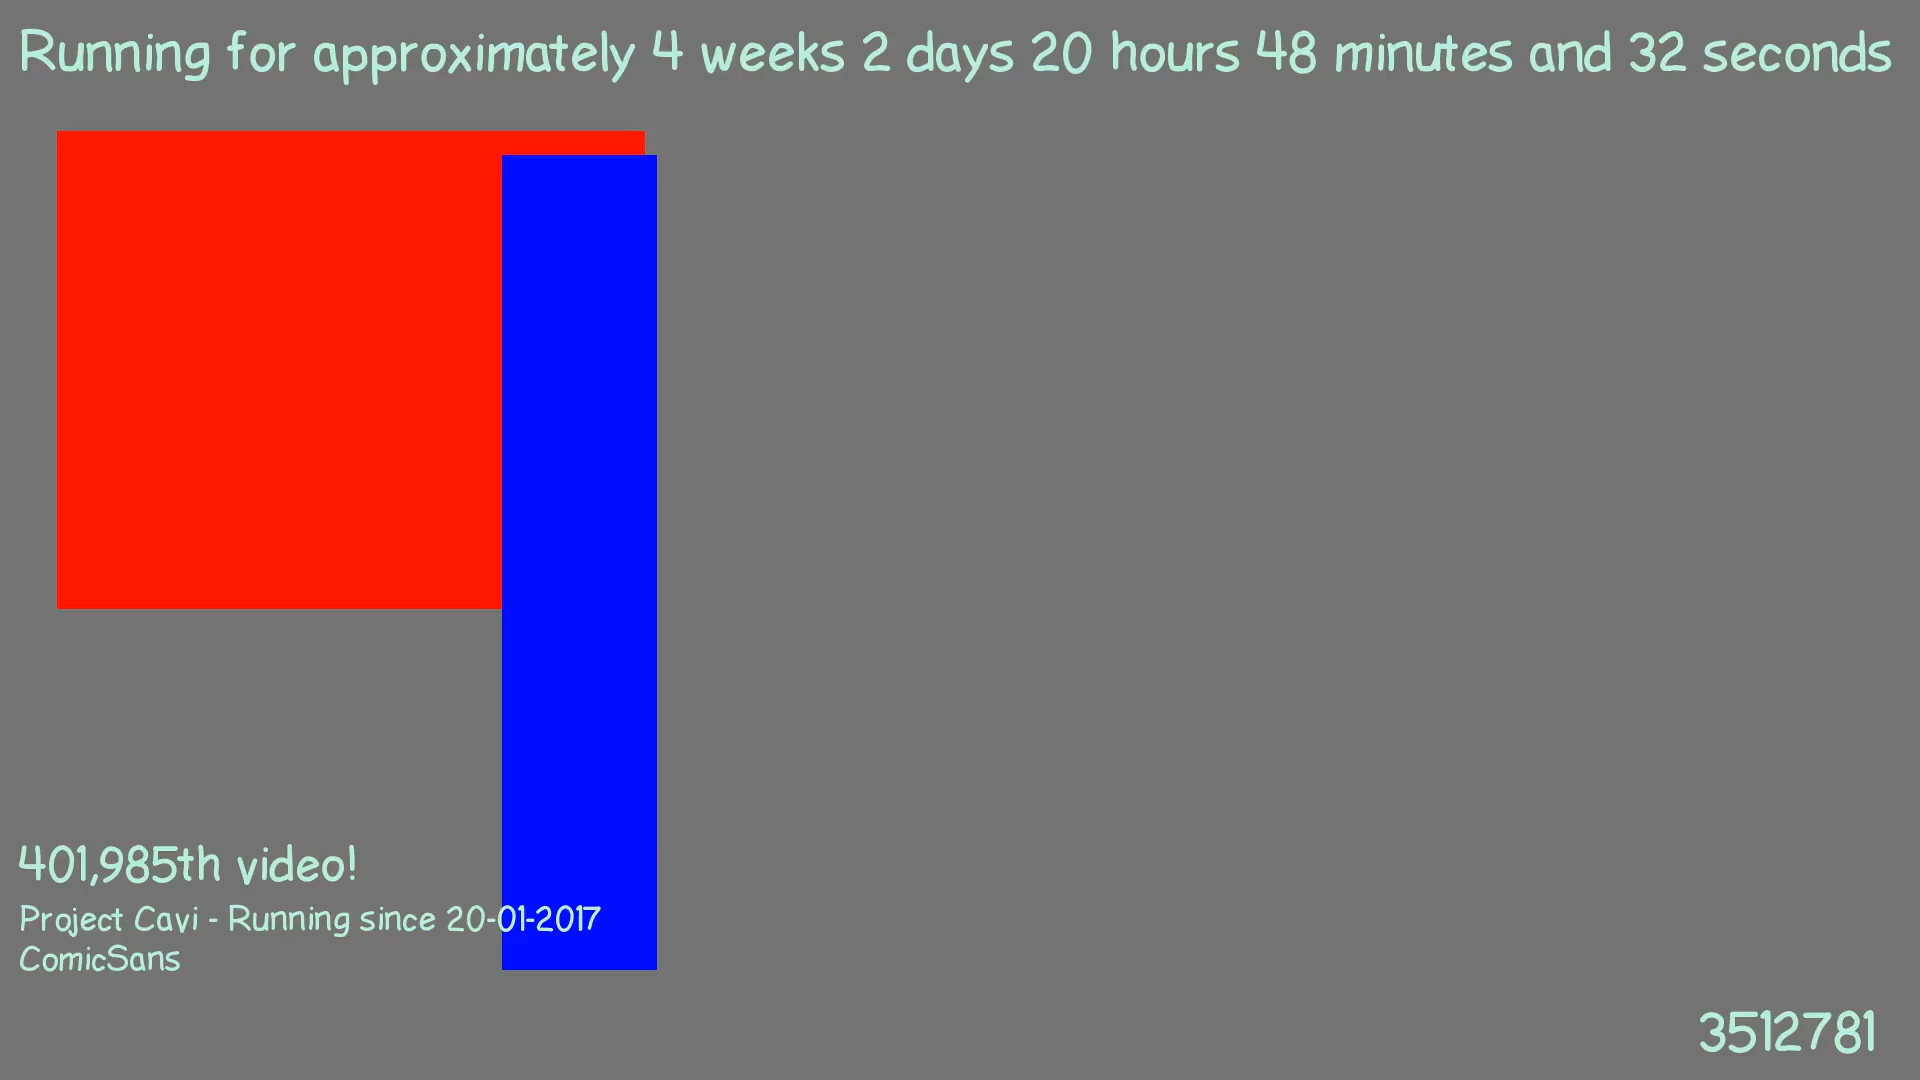 Running for approximately 4 weeks 2 days 20 hours 48 minutes and 32 seconds
401,985th video!
Project Cavi - Running since 20-01-2017
ComicSans
3512781